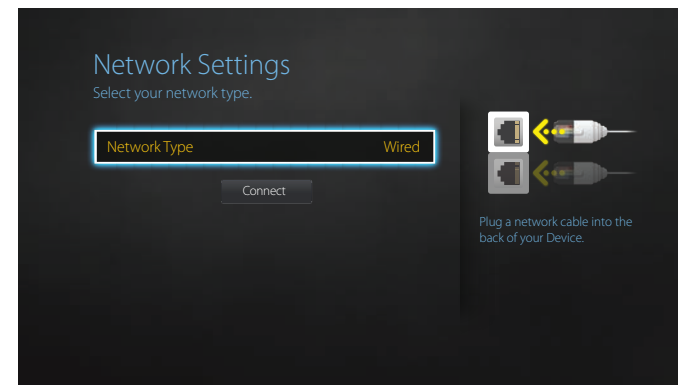 Network Settings
Select your network type.
Network Type Wired
Connect
Plug a network cable into the
back of your Device.